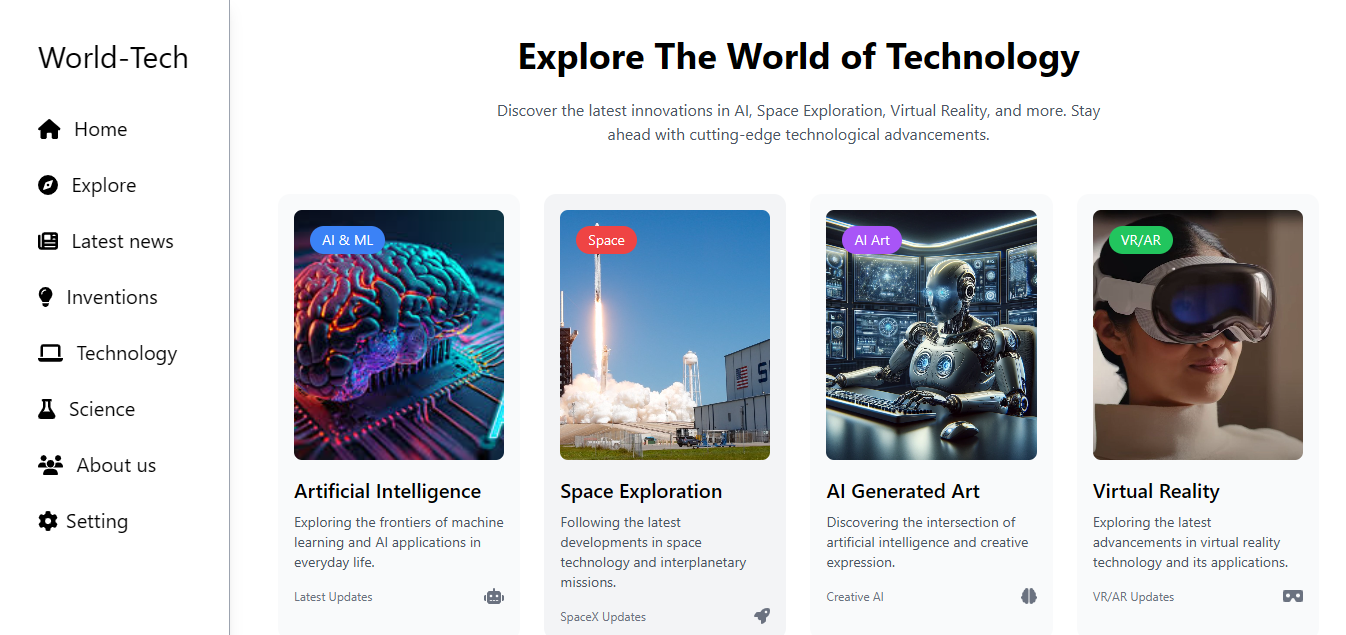 World-Tech
Home
Explore
Latest news
Inventions
Technology
Science
About us
Setting
Explore The World of Technology
Discover the latest innovations in AI, Space Exploration, Virtual Reality, and more. Stay
ahead with cutting-edge technological advancements.
AI & ML
Artificial Intelligence
Exploring the frontiers of machine
learning and AI applications in
everyday life.
Latest Updates
Space
S
Space Exploration
Following the latest
developments in space
technology and interplanetary
missions.
SpaceX Updates
AI Art
AI Generated Art
Discovering the intersection of
artificial intelligence and creative
expression.
Creative AI
VR/AR
Virtual Reality
Exploring the latest
advancements in virtual reality
technology and its applications.
VR/AR Updates